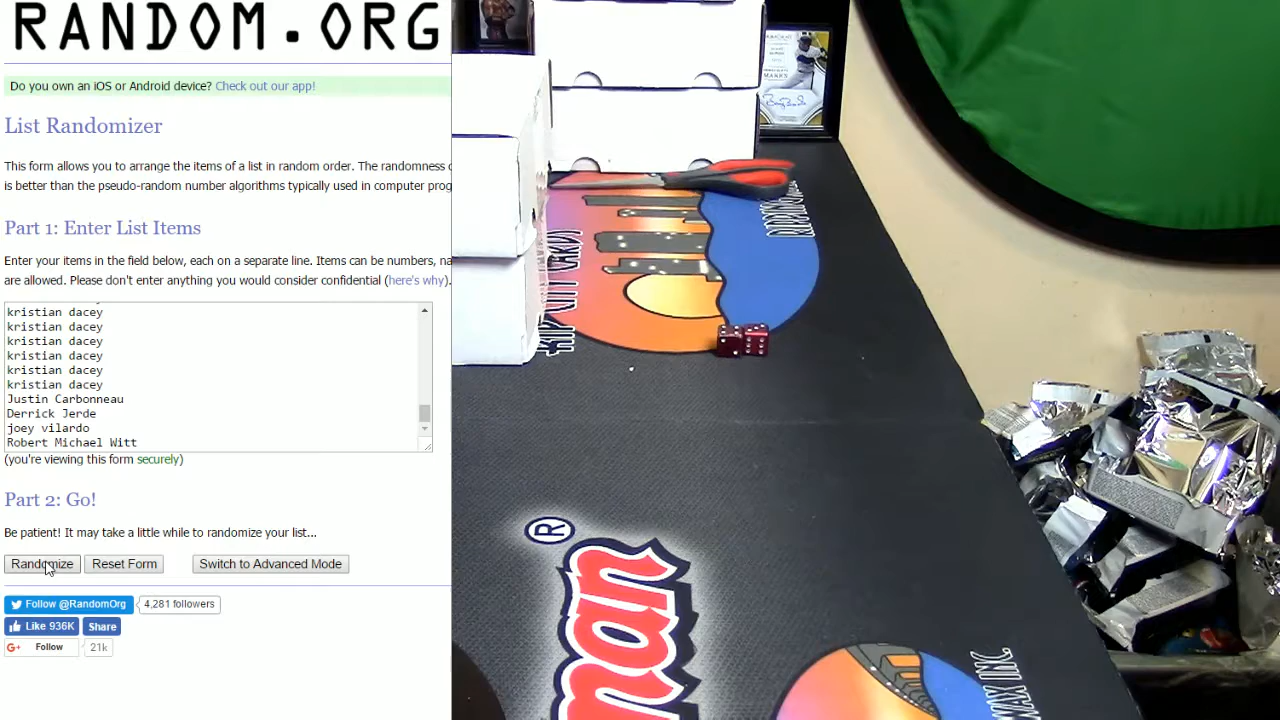 RANDOM.ORG
Do you own an iOS or Android device? Check out our app!
List Randomizer
This form allows you to arrange the items of a list in random order. The randomness
is better than the pseudo-random number algorithms typically used in computer
Part 1: Enter List Items
Enter your items in the field below, each on a separate line. Items can be numbers,
are allowed. Please don't enter anything you would consider confidential (here's why).
kristian dacey
kristian dacey
kristian dacey
kristian dacey
kristian dacey
kristian dacey
Justin Carbonneau
Derrick Jerde
joey vilardo
Robert Michael Witt
(you're viewing this form securely)
Part 2: Go!
Be patient! It may take a little while to randomize your list...
Randomize Reset Form Switch to Advanced Mode
Follow @RandomOrg 4,281 followers
Like 936K Share
G+ Follow 21k
RIP CITY CARDS
®
WAX INC
MARKS